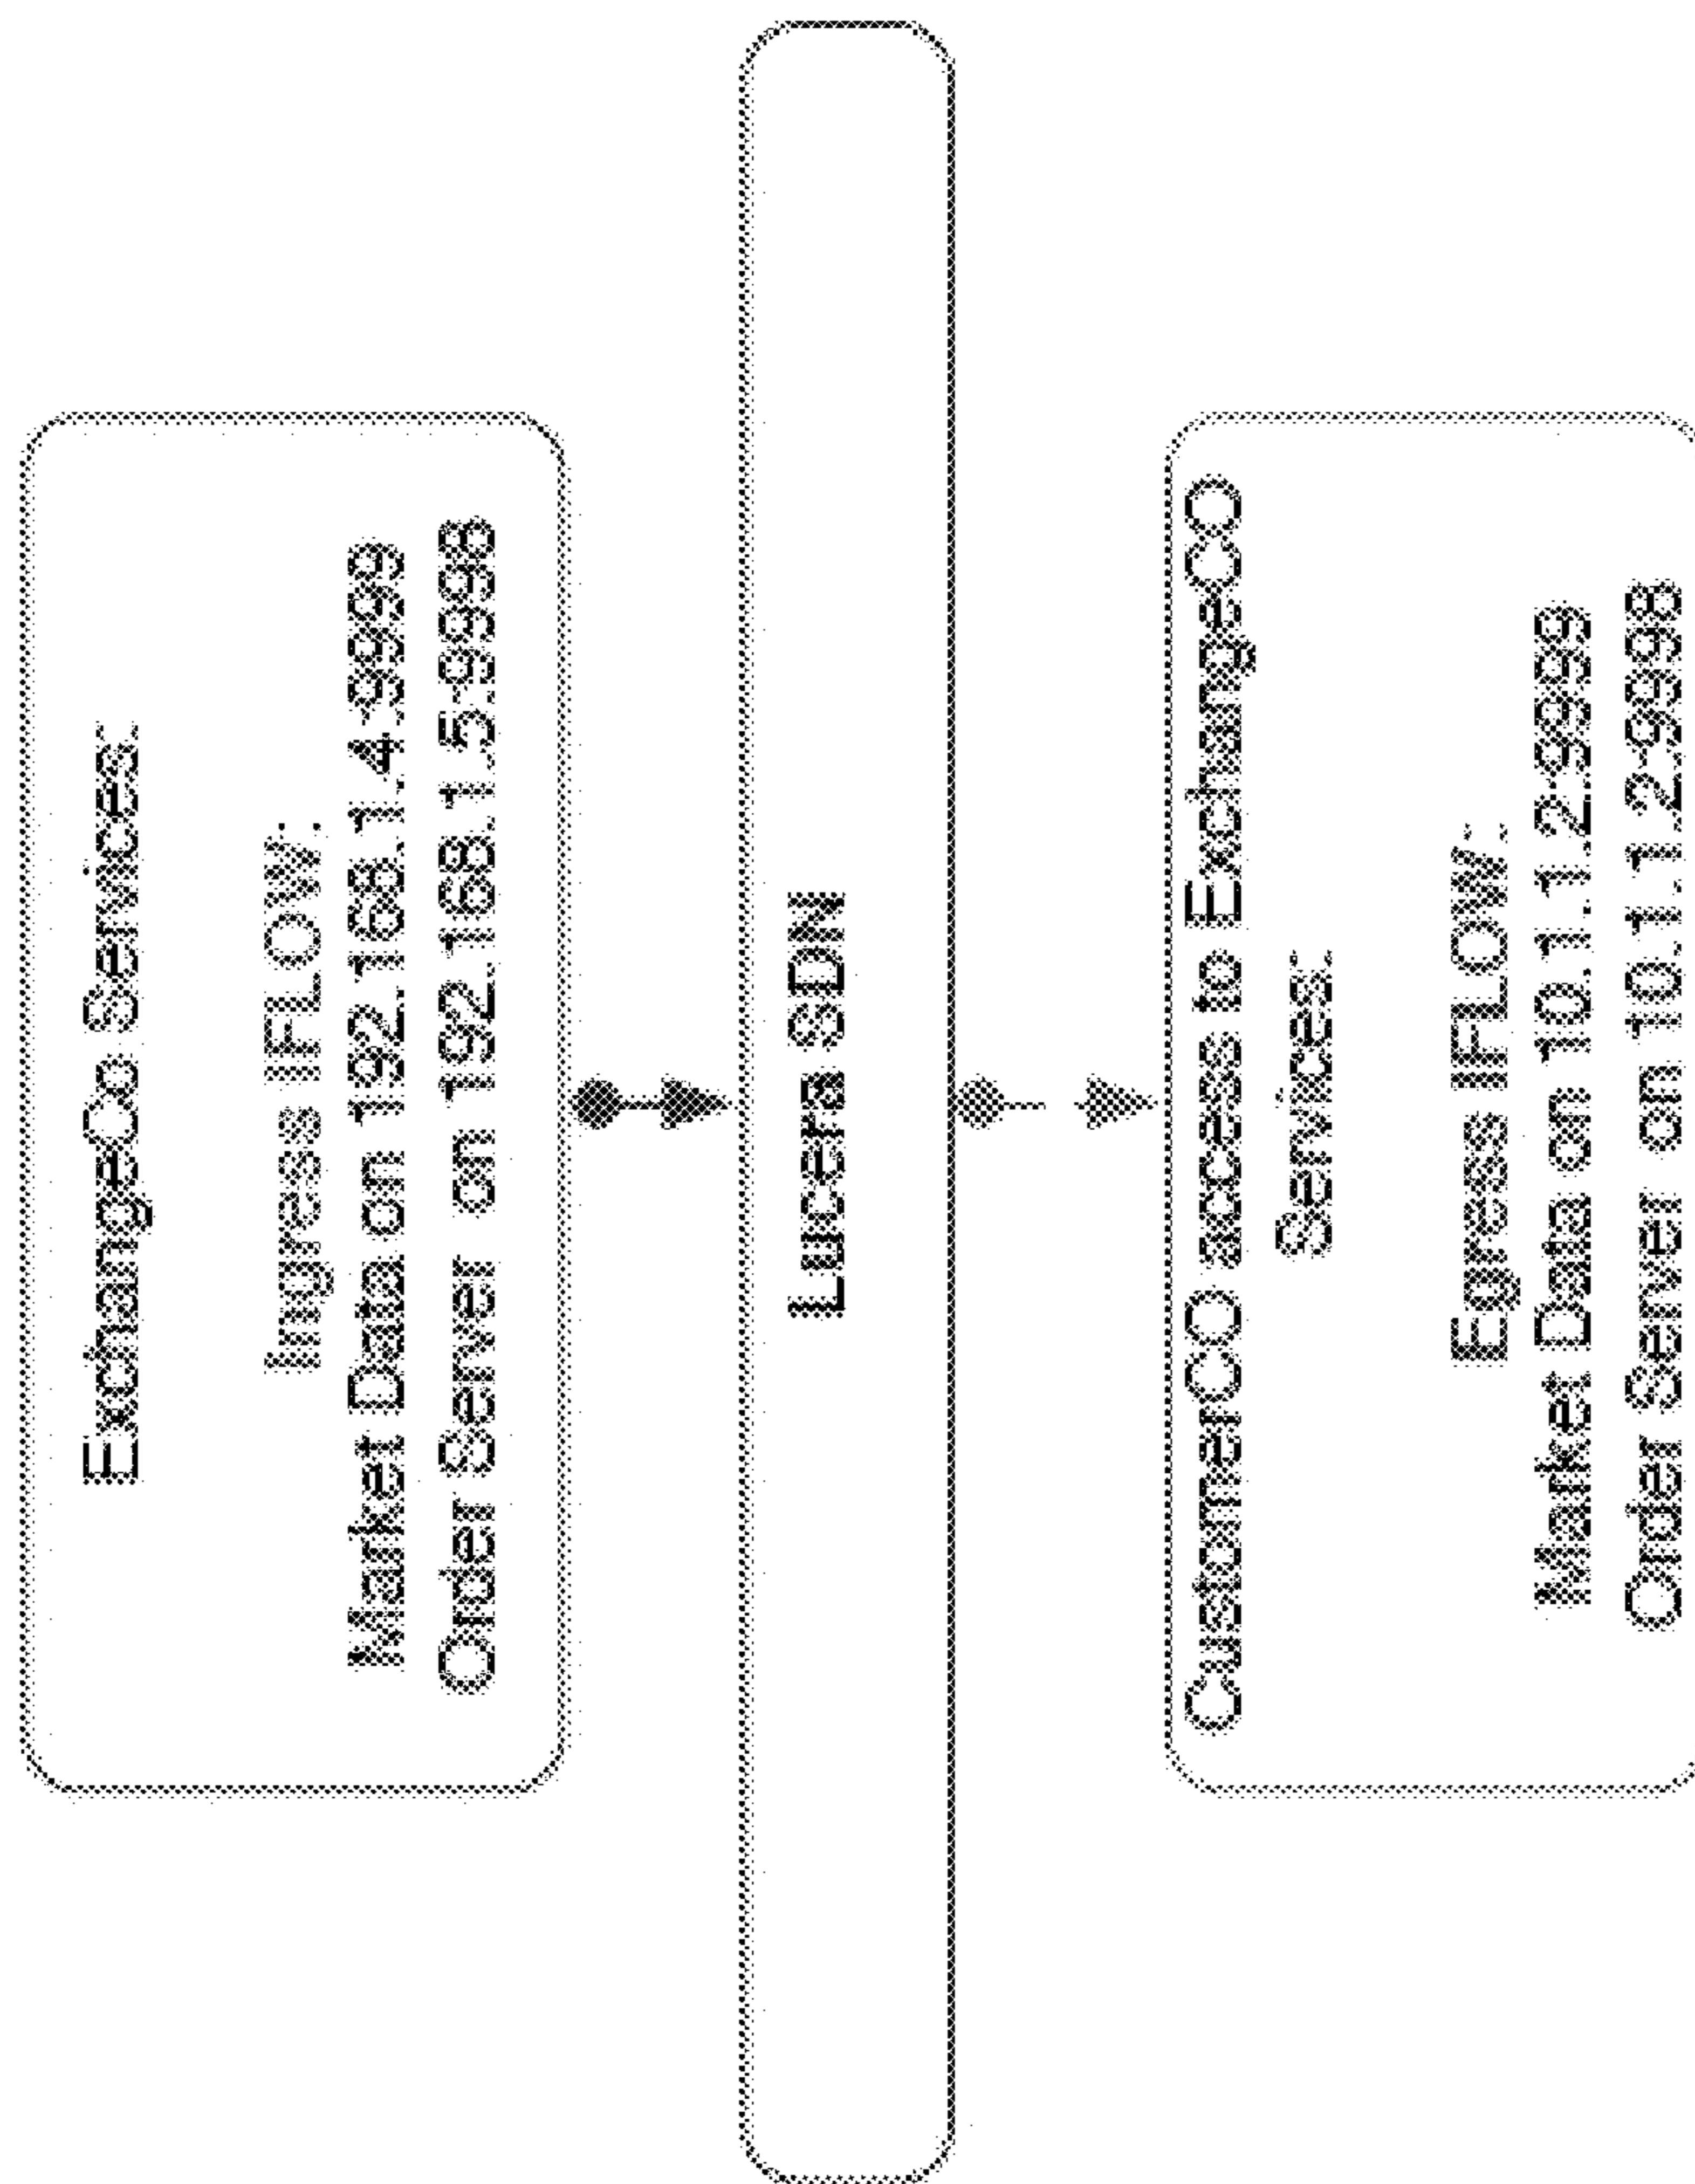 ExchangeCo Services:
Ingress IFLOW:
Market Data on 192.168.1.4:9999
Order Server on 192.168.1.5:9998
Lucera SDN
CustomerCO access to ExchangeCO
Services:
Egress IFLOW:
Market Data on 10.1.1.2:9999
Order Server on 10.1.1.2:9998